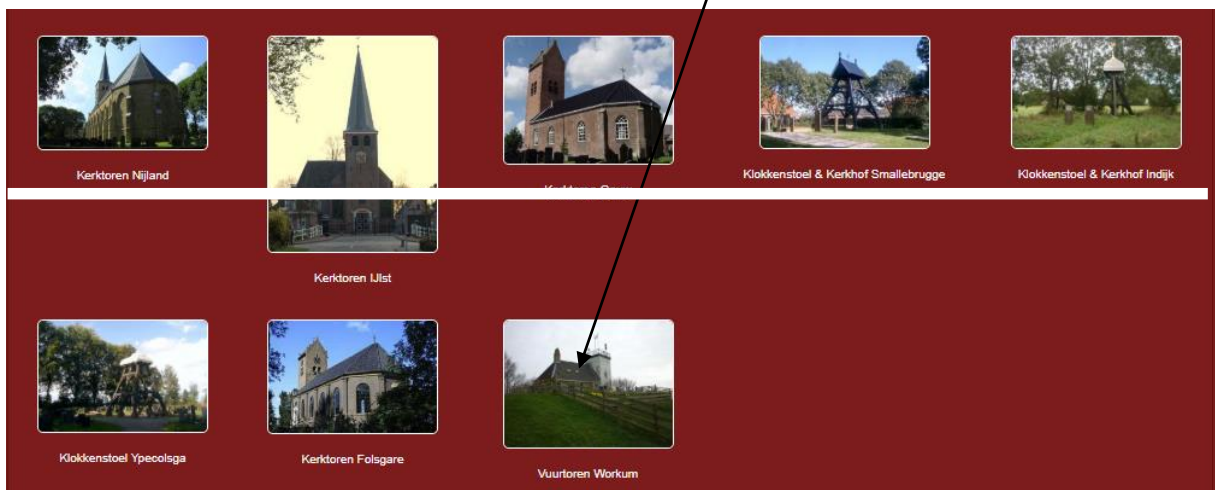 Kerktoren Nijland
Klokkenstoel & Kerkhof Smallebrugge
Klokkenstoel & Kerkhof Indijk
Kerktoren IJlst
Klokkenstoel Ypecolsga
Kerktoren Folsgare
Vuurtoren Workum